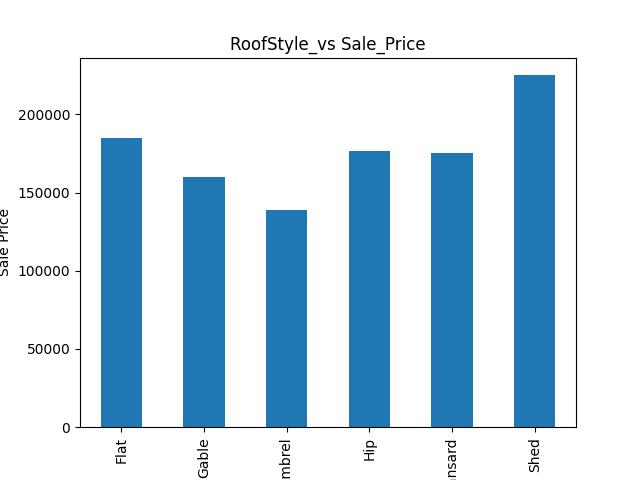 RoofStyle_vs Sale_Price
Sale Price
200000
150000
100000
50000
0
Flat
Gable
mbrel
Hip
nsard
Shed